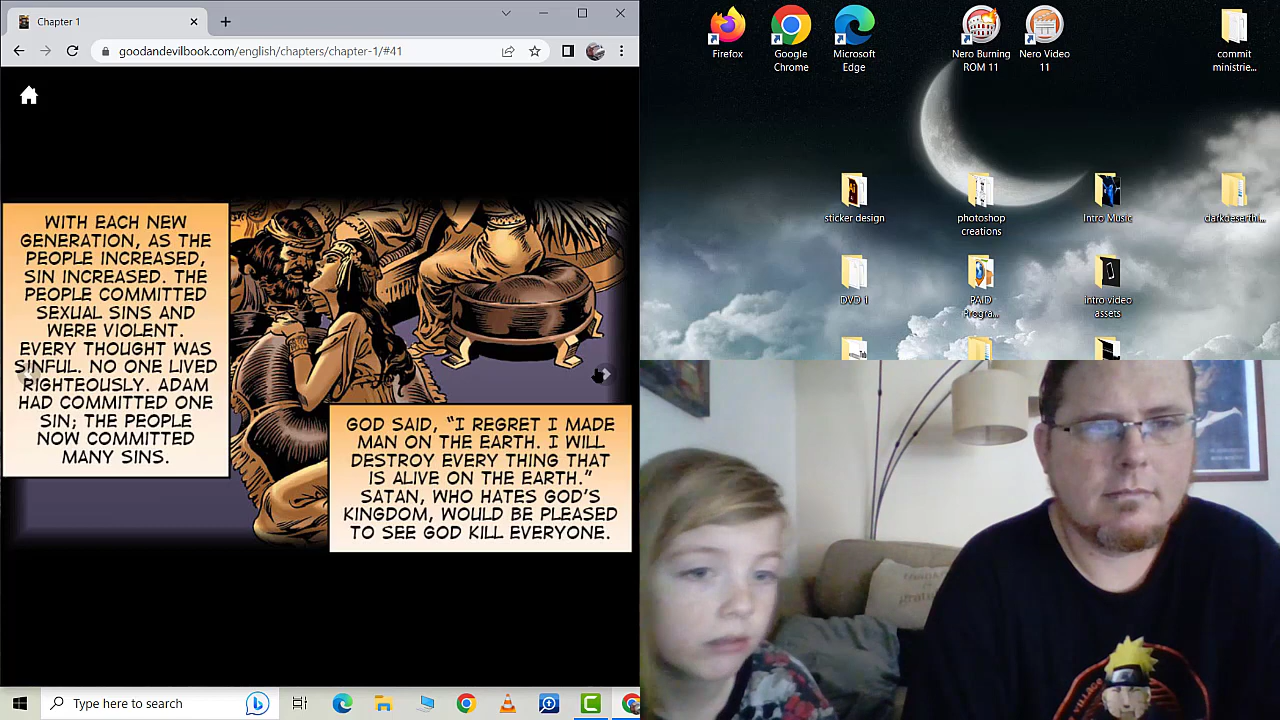 Chapter 1
goodandevilbook.com/english/chapters/chapter-1/#41
WITH EACH NEW
GENERATION, AS THE
PEOPLE INCREASED,
SIN INCREASED. THE
PEOPLE COMMITTED
SEXUAL SINS AND
WERE VIOLENT.
EVERY THOUGHT WAS
SINFUL. NO ONE LIVED
RIGHTEOUSLY. ADAM
HAD COMMITTED ONE
SIN; THE PEOPLE
NOW COMMITTED
MANY SINS.
GOD SAID, “I REGRET I MADE
MAN ON THE EARTH. I WILL
DESTROY EVERY THING THAT
IS ALIVE ON THE EARTH.”
SATAN, WHO HATES GOD’S
KINGDOM, WOULD BE PLEASED
TO SEE GOD KILL EVERYONE.
Type here to search
Firefox
Google
Chrome
Microsoft
Edge
Nero Burning
ROM 11
Nero Video
11
commit
ministrie...
sticker design
photoshop
creations
Intro Music
darkdeserthi...
DVD 1
PAID
Progra...
intro video
assets
VILLAGE